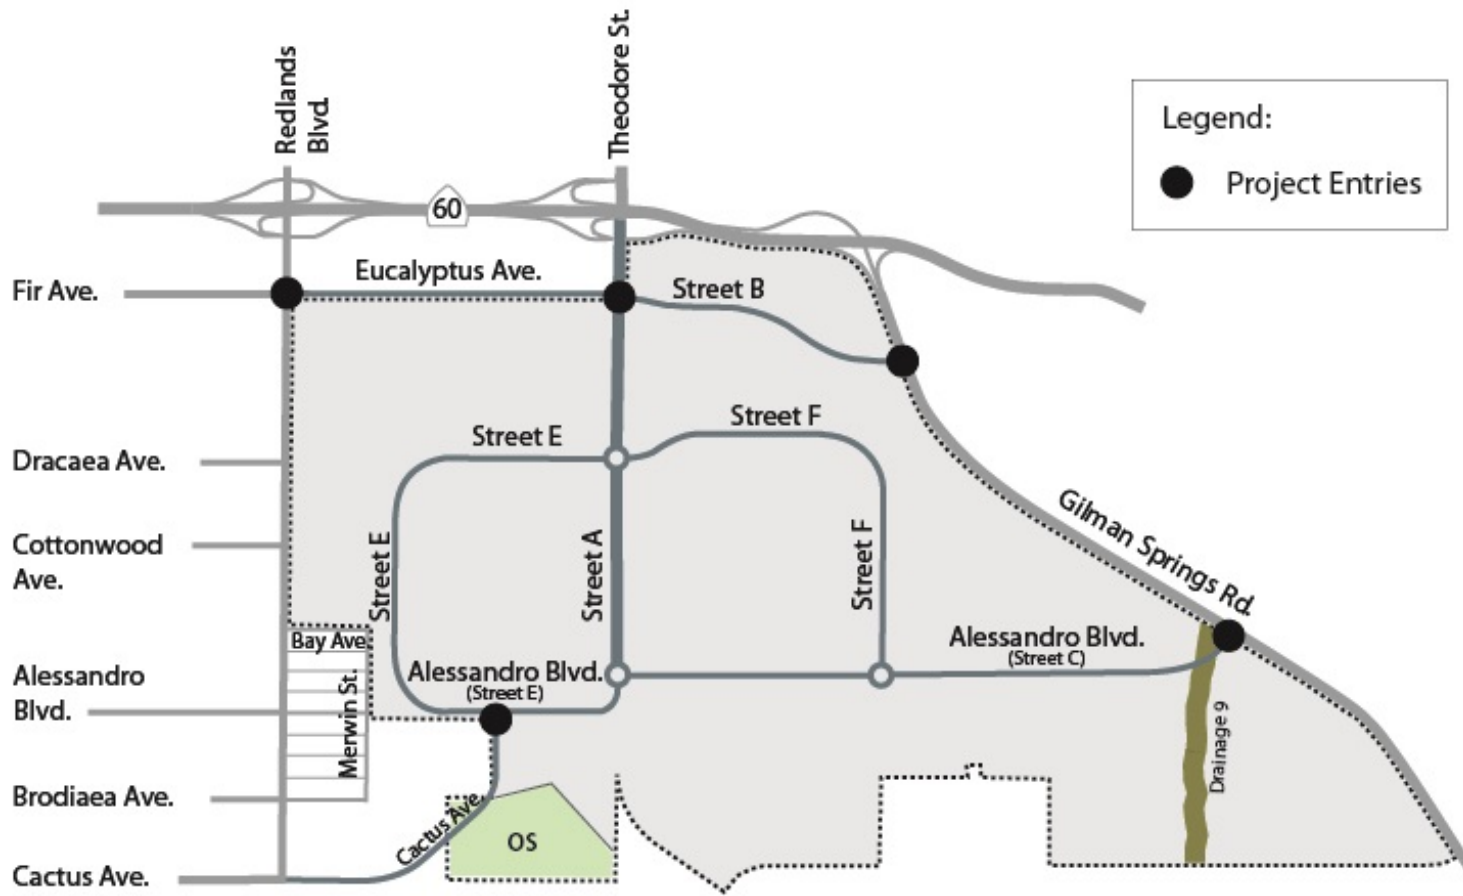 Redlands
Blvd.
Theodore St.
Legend:
Project Entries
60
Fir Ave.
Eucalyptus Ave.
Street B
Street F
Street E
Dracaea Ave.
Gilman Springs Rd.
Cottonwood
Ave.
Street E
Street A
Street F
Bay Ave
Alessandro Blvd.
(Street C)
Alessandro
Blvd.
Merwin St.
Alessandro Blvd.
(Street E)
Drainage 9
Brodiaea Ave.
Cactus Ave.
OS
Cactus Ave.